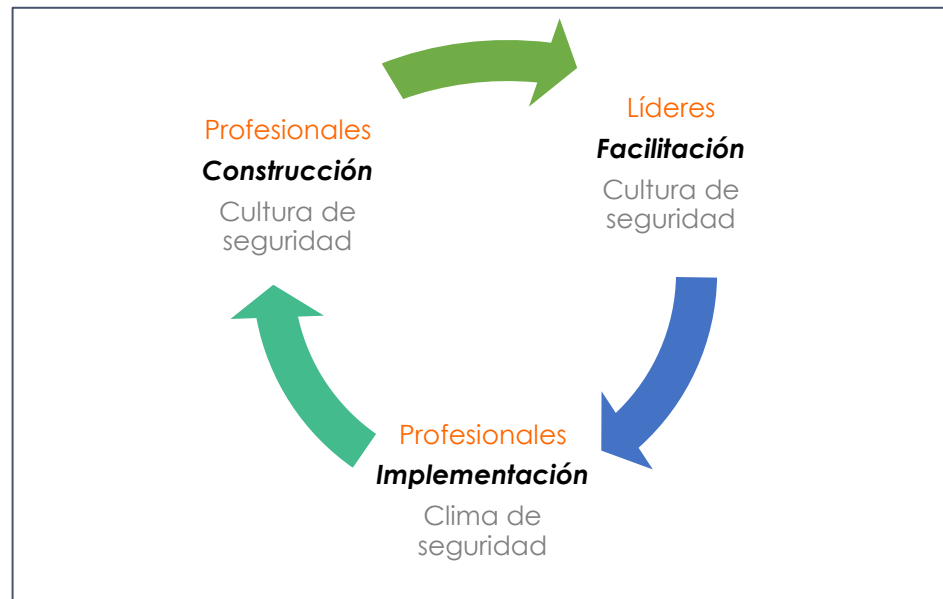 Profesionales
Construcción
Cultura de
seguridad
Líderes
Facilitación
Cultura de
seguridad
Profesionales
Implementación
Clima de
seguridad